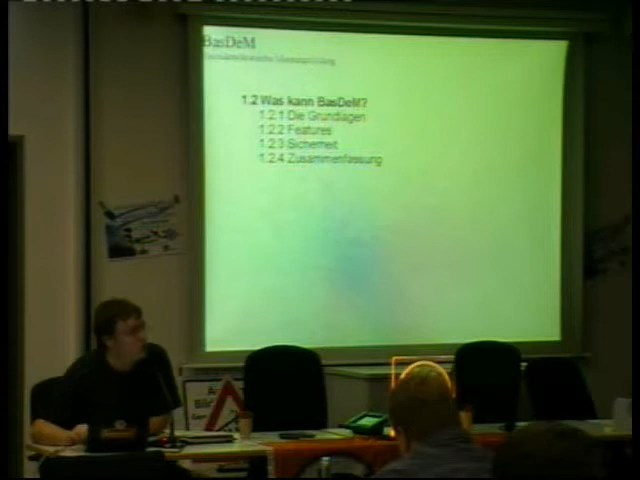 BasDeM
1.2 Was kann BasDeM?
1.2.1 Die Grundlagen
1.2.2 Features
1.2.3 Sicherheit
1.2.4 Zusammenfassung